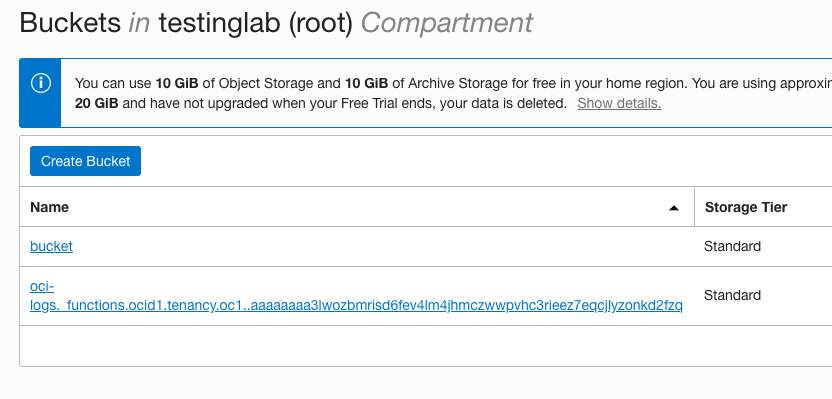 Buckets in testinglab (root) Compartment
You can use 10 GiB of Object Storage and 10 GiB of Archive Storage for free in your home region. You are using
20 GiB and have not upgraded when your Free Trial ends, your data is deleted. Show details.
Create Bucket
Name Storage Tier
bucket Standard
oci-
logs._functions.ocid1.tenancy.oc1..aaaaaaaa3lwozbmrisd6fev4lm4jhmczwwpvhc3rieez7eqcjlyzonkd2fzq Standard